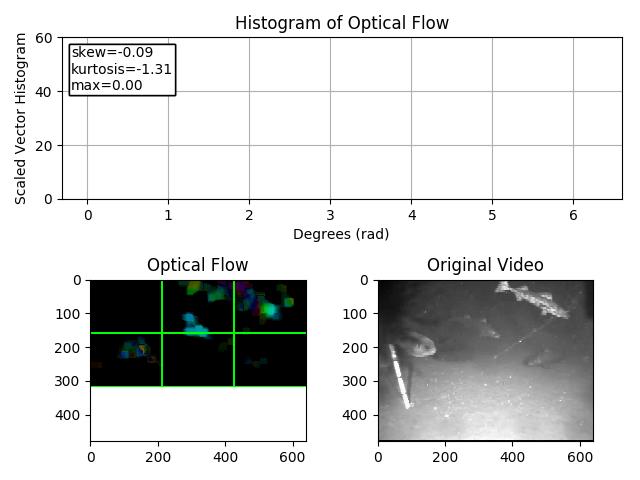 Histogram of Optical Flow
Scaled Vector Histogram
60
40
20
0
skew=-0.09
kurtosis=-1.31
max=0.00
0 1 2 3 4 5 6
Degrees (rad)
Optical Flow
0
100
200
300
400
0 200 400 600
Original Video
0
100
200
300
400
0 200 400 600